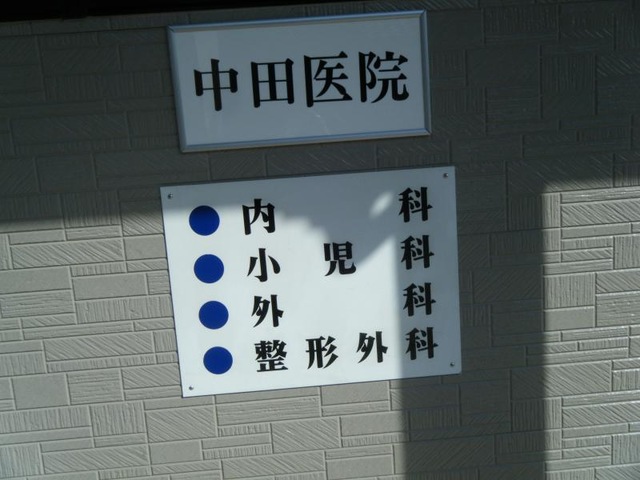 中田医院
内科
小児科
外科
整形外科